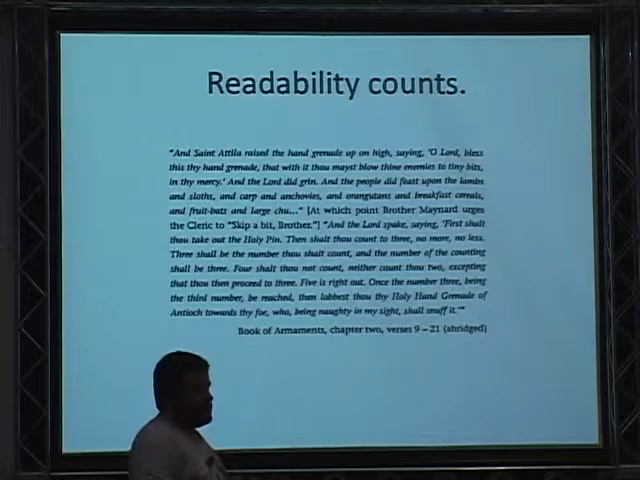 Readability counts.
"And Saint Attila raised the hand grenade up on high, saying, 'O Lord, bless
this thy hand grenade, that with it thou mayst blow thine enemies to tiny bits,
in thy mercy.' And the Lord did grin. And the people did feast upon the lambs
and sloths, and carp and anchovies, and orangutans and breakfast cereals,
and fruit-bats and large chu..." [At which point Brother Maynard urges
the Cleric to "Skip a bit, Brother."] "And the Lord spake, saying, 'First shalt
thou take out the Holy Pin. Then shalt thou count to three, no more, no less.
Three shall be the number thou shalt count, and the number of the counting
shall be three. Four shalt thou not count, neither count thou two, excepting
that thou then proceed to three. Five is right out. Once the number three, being
the third number, be reached, then lobbest thou thy Holy Hand Grenade of
Antioch towards thy foe, who, being naughty in my sight, shall snuff it.'"
Book of Armaments, chapter two, verses 9 – 21 (abridged)